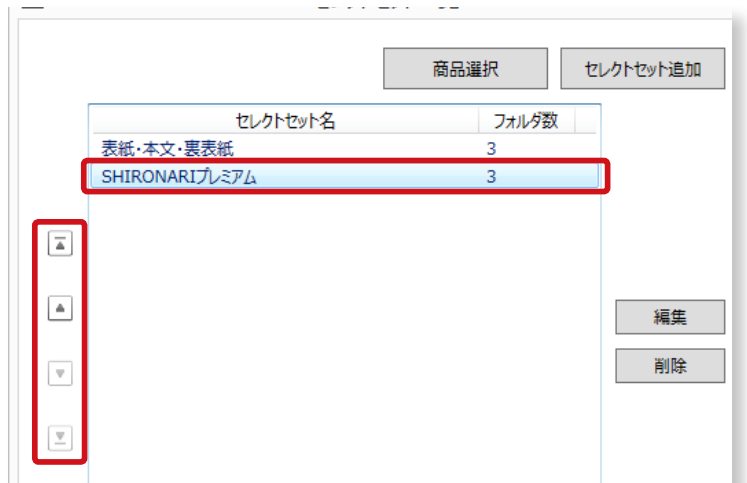 商品選択 セレクトセット追加
セレクトセット名 フォルダ数
表紙・本文・裏表紙 3
SHIRONARIプレミアム 3
編集
削除